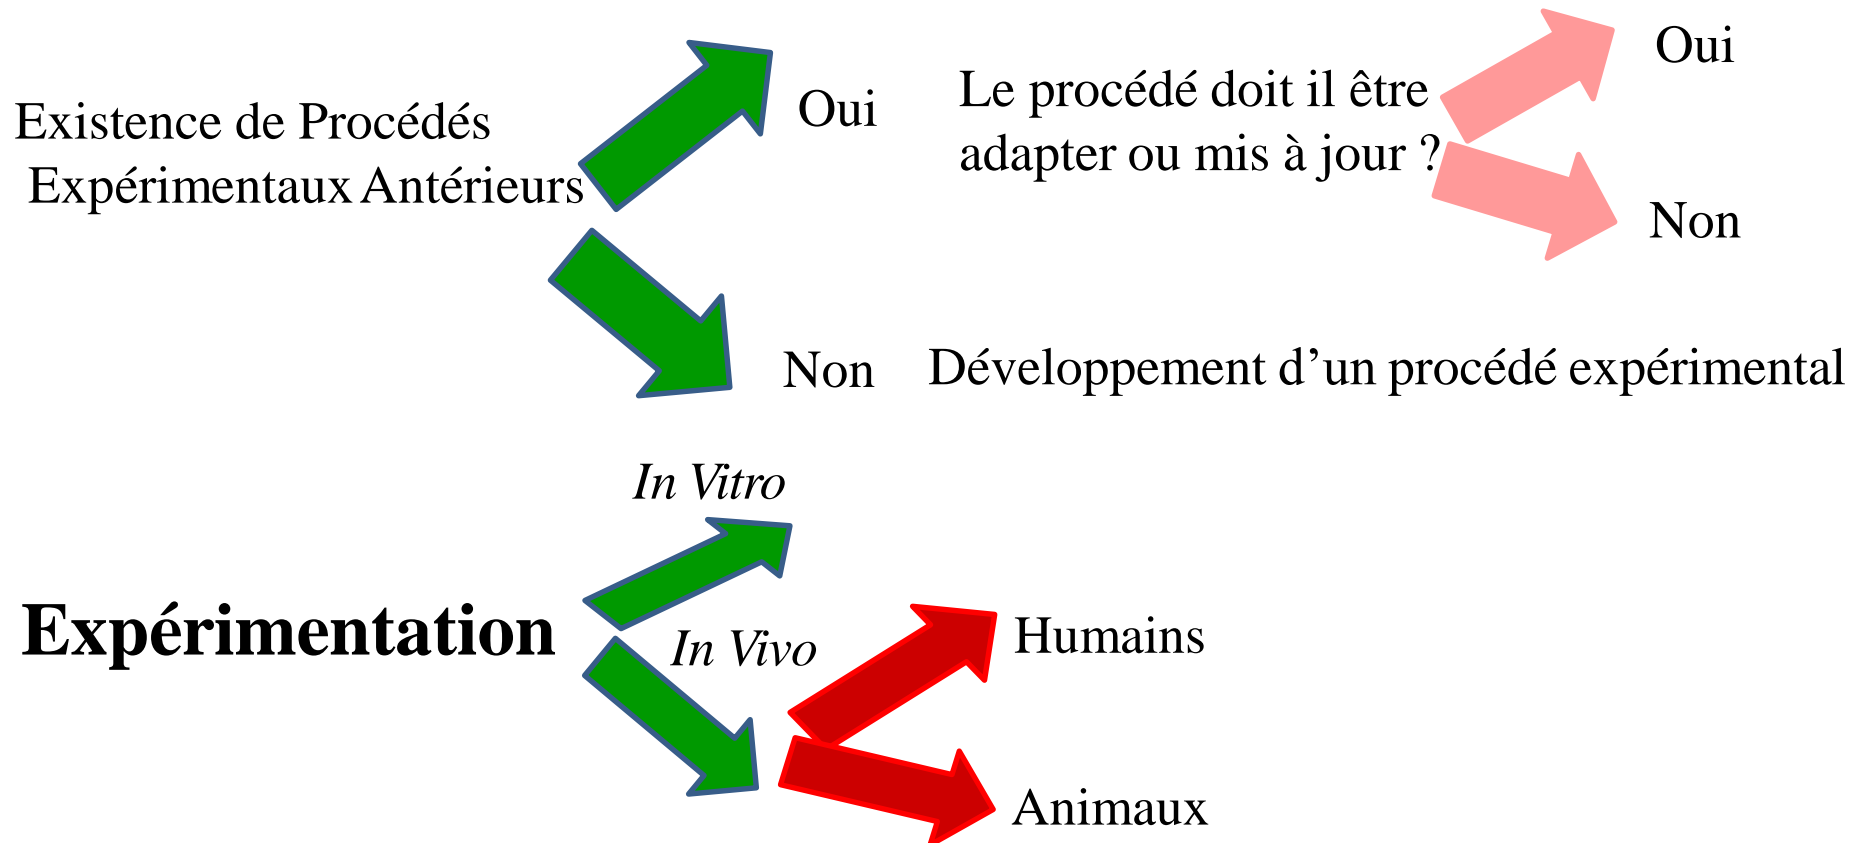 Existence de Procédés
Expérimentaux Antérieurs
Oui
Le procédé doit il être
adapter ou mis à jour ?
Oui
Non
Non
Développement d’un procédé expérimental
In Vitro
Expérimentation
In Vivo
Humains
Animaux